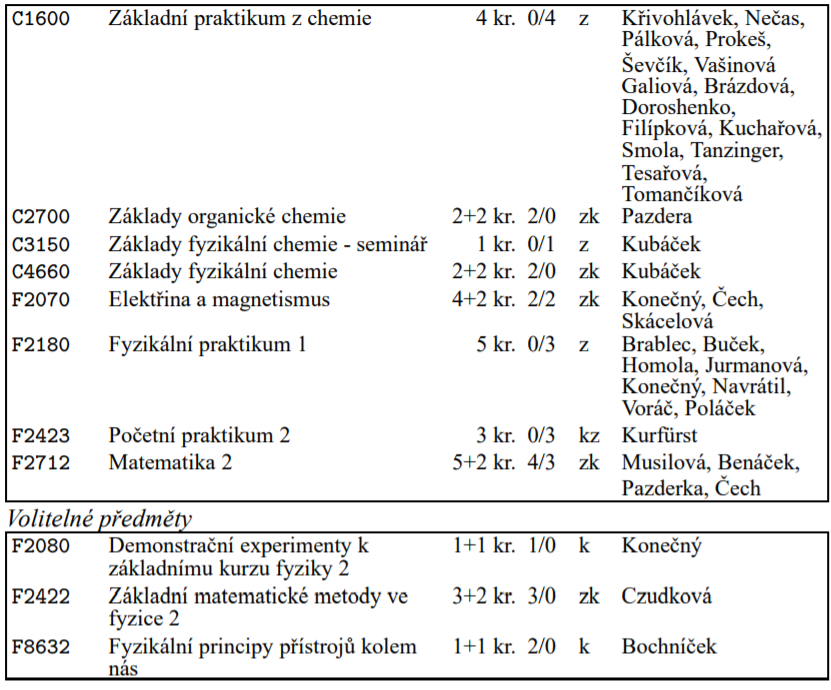 C1600 Základní praktikum z chemie 4 kr. 0/4 z Křivohlávek, Nečas,
Pálková, Prokeš,
Ševčík, Vašinová
Galiová, Brázdová,
Doroshenko,
Filípková, Kuchařová,
Smola, Tanzinger,
Tesařová,
Tomančíková
C2700 Základy organické chemie 2+2 kr. 2/0 zk Pazdera
C3150 Základy fyzikální chemie - seminář 1 kr. 0/1 z Kubáček
C4660 Základy fyzikální chemie 2+2 kr. 2/0 zk Kubáček
F2070 Elektřina a magnetismus 4+2 kr. 2/2 zk Konečný, Čech,
Skácelová
F2180 Fyzikální praktikum 1 5 kr. 0/3 z Brablec, Buček,
Homola, Jurmanová,
Konečný, Navrátil,
Voráč, Poláček
F2423 Početní praktikum 2 3 kr. 0/3 kz Kurfürst
F2712 Matematika 2 5+2 kr. 4/3 zk Musilová, Benáček,
Pazderka, Čech
Volitelné předměty
F2080 Demonstrační experimenty k 1+1 kr. 1/0 k Konečný
základnímu kurzu fyziky 2
F2422 Základní matematické metody ve 3+2 kr. 3/0 zk Czudková
fyzice 2
F8632 Fyzikální principy přístrojů kolem 1+1 kr. 2/0 k Bochníček
nás